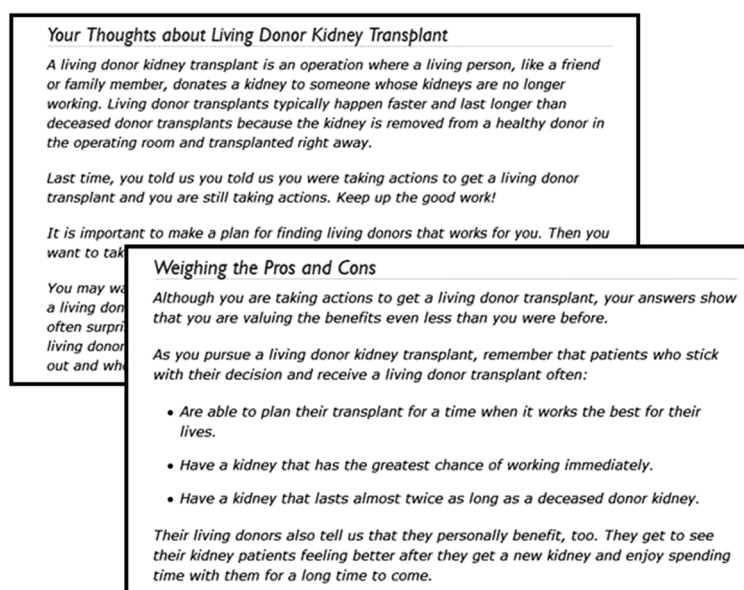 Your Thoughts about Living Donor Kidney Transplant
A living donor kidney transplant is an operation where a living person, like a friend
or family member, donates a kidney to someone whose kidneys are no longer
working. Living donor transplants typically happen faster and last longer than
deceased donor transplants because the kidney is removed from a healthy donor in
the operating room and transplanted right away.
Last time, you told us you told us you were taking actions to get a living donor
transplant and you are still taking actions. Keep up the good work!
It is important to make a plan for finding living donors that works for you. Then you
want to
You may
a living
often
living
out and
Weighing the Pros and Cons
Although you are taking actions to get a living donor transplant, your answers show
that you are valuing the benefits even less than you were before.
As you pursue a living donor kidney transplant, remember that patients who stick
with their decision and receive a living donor transplant often:
• Are able to plan their transplant for a time when it works the best for their
lives.
• Have a kidney that has the greatest chance of working immediately.
• Have a kidney that lasts almost twice as long as a deceased donor kidney.
Their living donors also tell us that they personally benefit, too. They get to see
their kidney patients feeling better after they get a new kidney and enjoy spending
time with them for a long time to come.